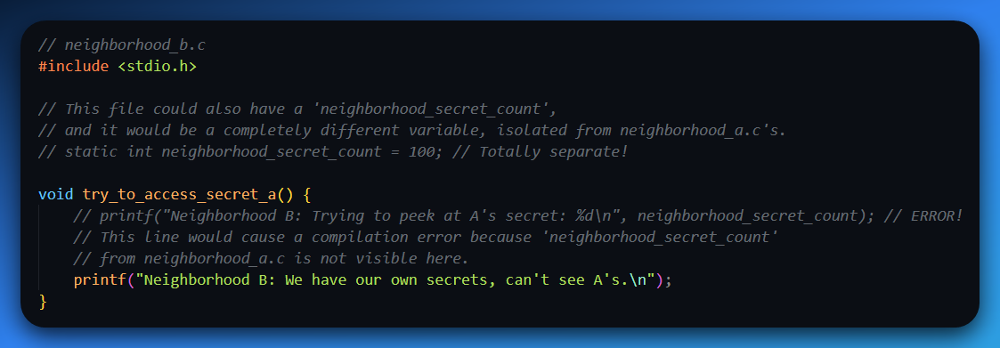 // neighborhood_b.c
#include <stdio.h>

// This file could also have a 'neighborhood_secret_count',
// and it would be a completely different variable, isolated from neighborhood_a.c's.
// static int neighborhood_secret_count = 100; // Totally separate!

void try_to_access_secret_a() {
    // printf("Neighborhood B: Trying to peek at A's secret: %d\n", neighborhood_secret_count); // ERROR!
    // This line would cause a compilation error because 'neighborhood_secret_count'
    // from neighborhood_a.c is not visible here.
    printf("Neighborhood B: We have our own secrets, can't see A's.\n");
}